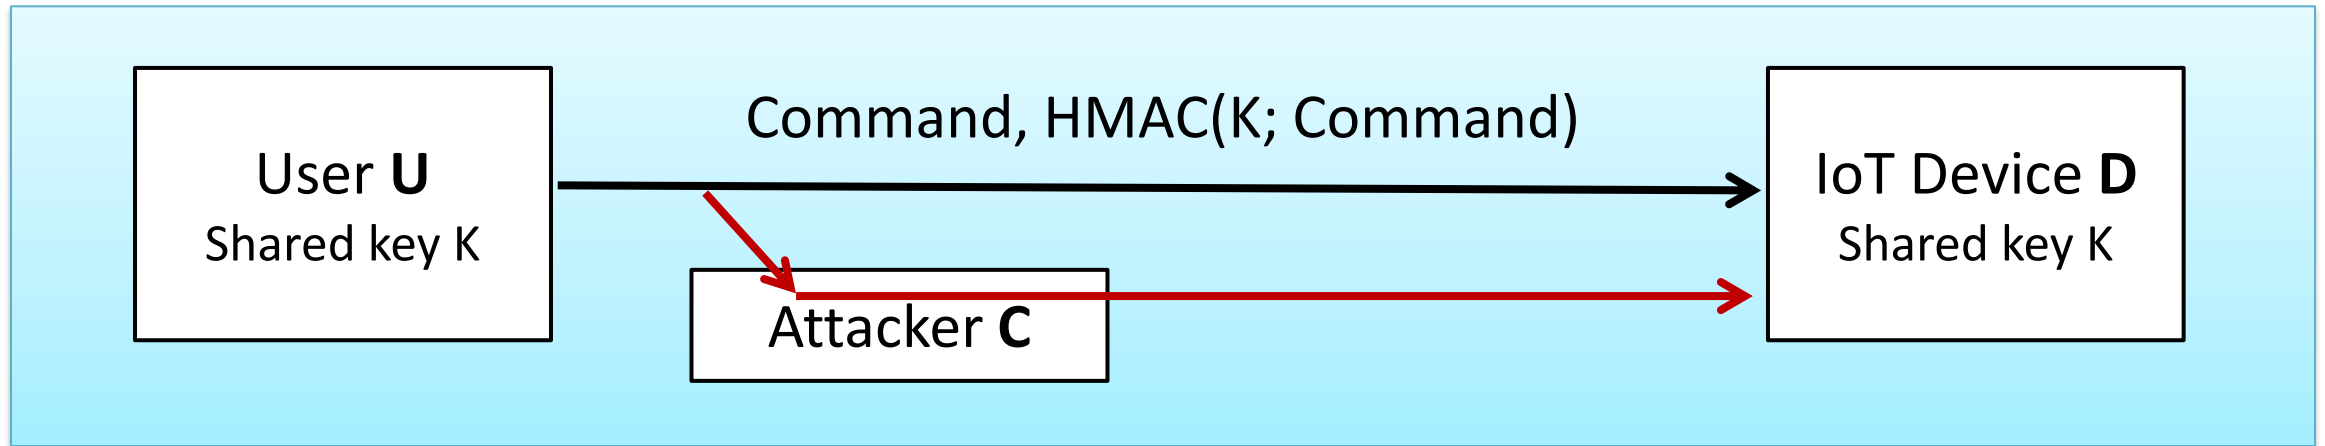 User U
Shared key K
Command, HMAC(K; Command)
IoT Device D
Shared key K
Attacker C